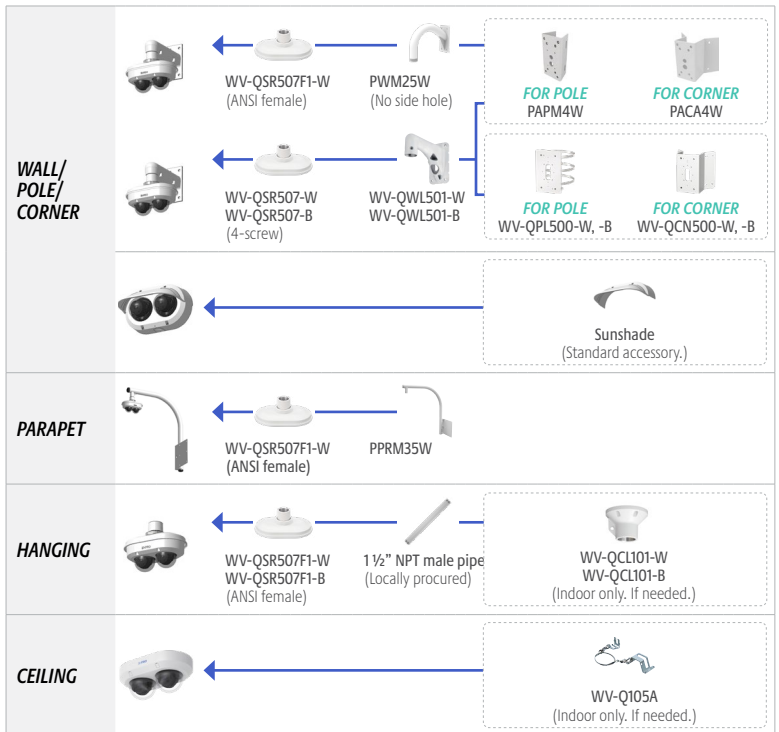 WALL/
POLE/
CORNER
WV-QSR507F1-W
(ANSI female)
PWM25W
(No side hole)
FOR POLE
PAPM4W
FOR CORNER
PACA4W
WV-QSR507-W
WV-QSR507-B
(4-screw)
WV-QWL501-W
WV-QWL501-B
FOR POLE
WV-QPL500-W, -B
FOR CORNER
WV-QCN500-W, -B
Sunshade
(Standard accessory.)
PARAPET
WV-QSR507F1-W
(ANSI female)
PPRM35W
HANGING
WV-QSR507F1-W
WV-QSR507F1-B
(ANSI female)
1 ½” NPT male pipe
(Locally procured)
WV-QCL101-W
WV-QCL101-B
(Indoor only. If needed.)
CEILING
WV-Q105A
(Indoor only. If needed.)